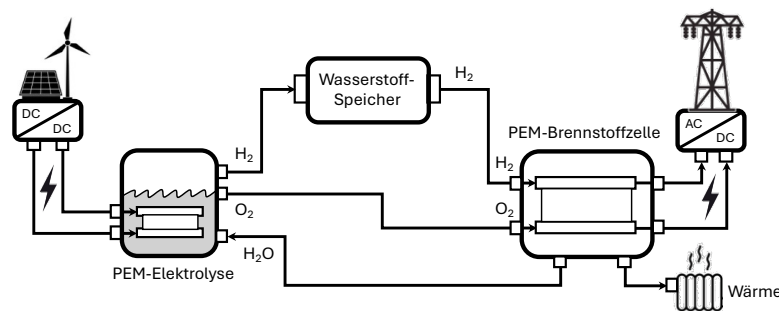 DC
DC
PEM-Elektrolyse
H₂
O₂
H₂O
Wasserstoff-
Speicher
H₂
PEM-Brennstoffzelle
H₂
O₂
AC
DC
Wärme